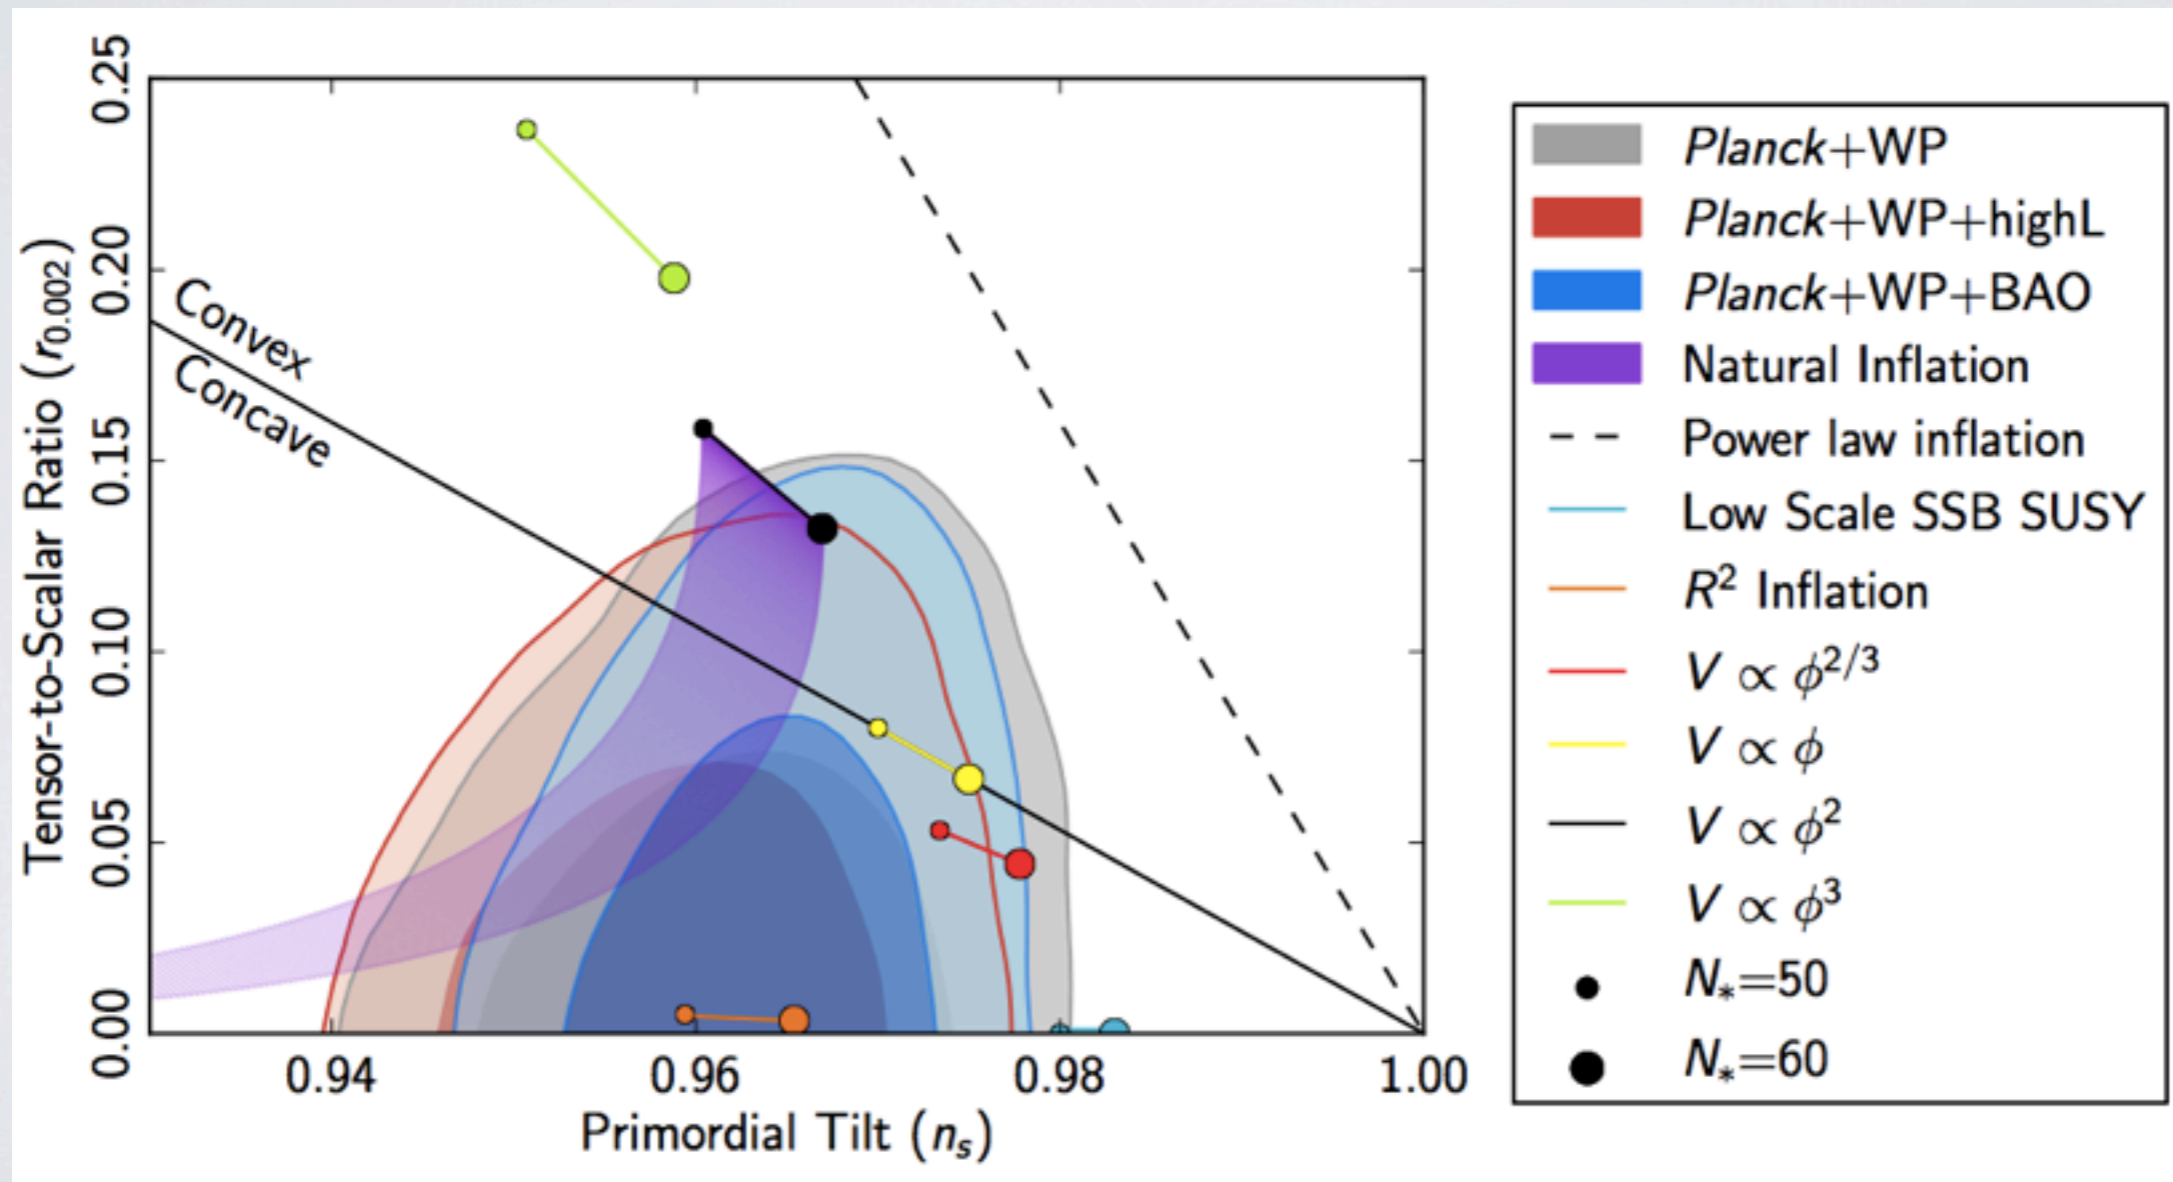 Tensor-to-Scalar Ratio (r0.002)
0.25
0.20
0.15
0.10
0.05
0.00
Convex
Concave
0.94 0.96 0.98 1.00
Primordial Tilt (ns)
Planck+WP
Planck+WP+highL
Planck+WP+BAO
Natural Inflation
Power law inflation
Low Scale SSB SUSY
R² Inflation
V ∝ ϕ^2/3
V ∝ ϕ
V ∝ ϕ²
V ∝ ϕ³
N*=50
N*=60